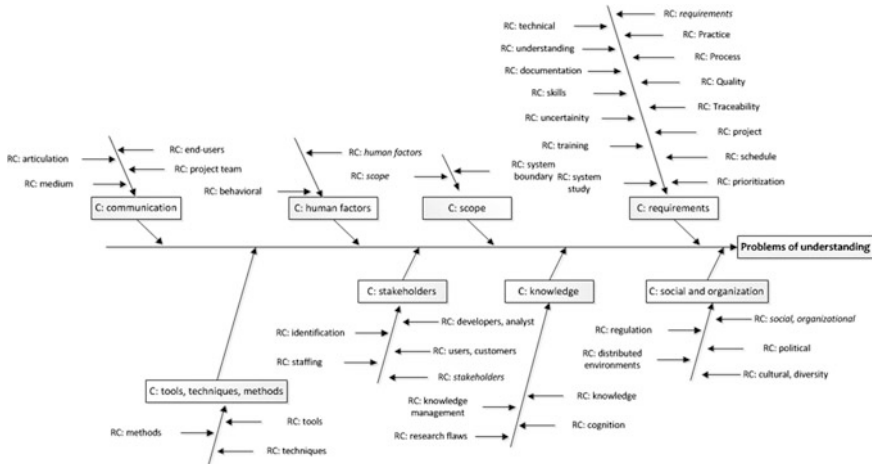 RC: requirements
RC: technical
RC: Practice
RC: understanding
RC: Process
RC: documentation
RC: Quality
RC: skills
RC: Traceability
RC: uncertainity
RC: project
RC: training
RC: schedule
RC: system
study
RC: prioritization
C: requirements
RC: end-users
RC: articulation
RC: project team
RC: medium
C: communication
RC: human factors
RC: behavioral
C: human factors
RC: scope
RC: system
boundary
C: scope
Problems of understanding
C: stakeholders
RC: developers, analyst
RC: identification
RC: users, customers
RC: staffing
RC: stakeholders
C: knowledge
RC: knowledge
RC: knowledge
management
RC: cognition
RC: research flaws
C: social and organization
RC: social, organizational
RC: regulation
RC: political
RC: distributed
environments
RC: cultural, diversity
C: tools, techniques, methods
RC: tools
RC: methods
RC: techniques